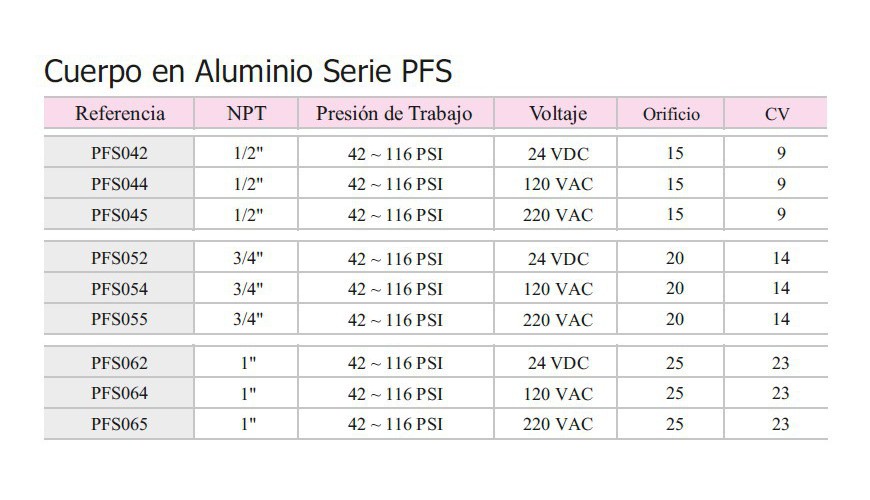 Cuerpo en Aluminio Serie PFS
Referencia NPT Presión de Trabajo Voltaje Orificio CV
PFS042 1/2" 42 ~ 116 PSI 24 VDC 15 9
PFS044 1/2" 42 ~ 116 PSI 120 VAC 15 9
PFS045 1/2" 42 ~ 116 PSI 220 VAC 15 9
PFS052 3/4" 42 ~ 116 PSI 24 VDC 20 14
PFS054 3/4" 42 ~ 116 PSI 120 VAC 20 14
PFS055 3/4" 42 ~ 116 PSI 220 VAC 20 14
PFS062 1" 42 ~ 116 PSI 24 VDC 25 23
PFS064 1" 42 ~ 116 PSI 120 VAC 25 23
PFS065 1" 42 ~ 116 PSI 220 VAC 25 23